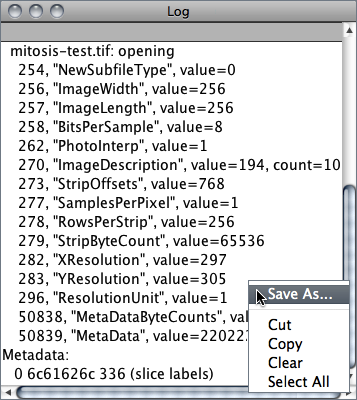 Log
mitosis-test.tif: opening
254, "NewSubfileType", value=0
256, "ImageWidth", value=256
257, "ImageLength", value=256
258, "BitsPerSample", value=8
262, "PhotoInterp", value=1
270, "ImageDescription", value=194, count=10
273, "StripOffsets", value=768
277, "SamplesPerPixel", value=1
278, "RowsPerStrip", value=256
279, "StripByteCount", value=65536
282, "XResolution", value=297
283, "YResolution", value=305
296, "ResolutionUnit", value=1
50838, "MetaDataByteCounts",
50839, "MetaData", value=22022
Metadata:
0 6c61626c 336 (slice labels)
Save As...
Cut
Copy
Clear
Select All